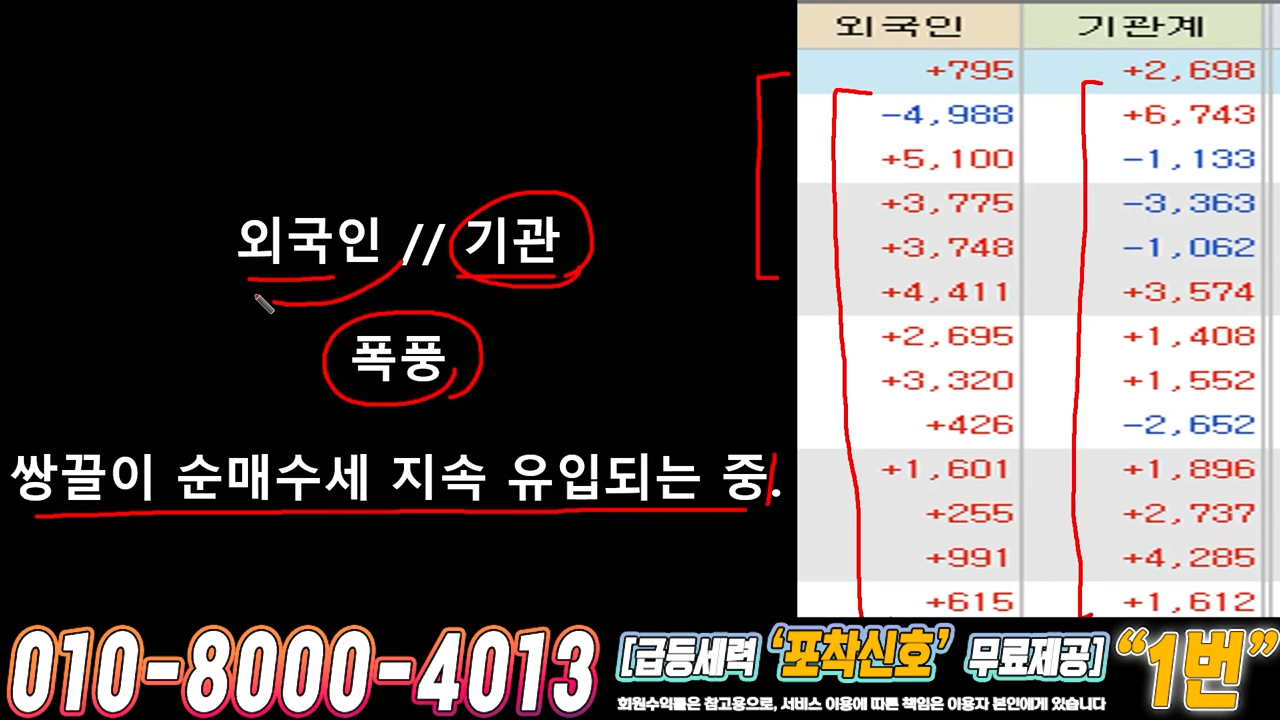 외국인 // 기관
폭풍
쌍끌이 순매수세 지속 유입되는 중.
외국인 기관계
+795 +2,698
-4,988 +6,743
+5,100 -1,133
+3,775 -3,363
+3,748 -1,062
+4,411 +3,574
+2,695 +1,408
+3,320 +1,552
+426 -2,652
+1,601 +1,896
+255 +2,737
+991 +4,285
+615 +1,612
010-8000-4013
[급등세력 ‘포착신호’ 무료제공] “1번”
회원수익률은 참고용으로, 서비스 이용에 따른 책임은 이용자 본인에게 있습니다